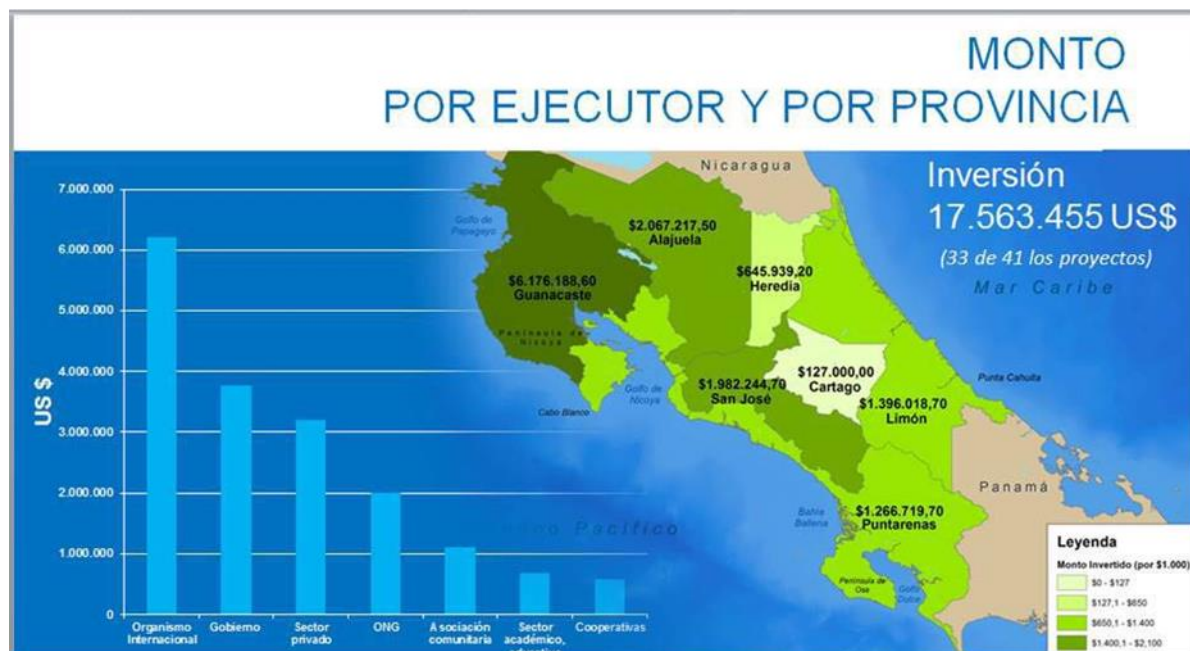 MONTO
POR EJECUTOR Y POR PROVINCIA
Inversión
17.563.455 US$
(33 de 41 los proyectos)
US $
7.000.000
6.000.000
5.000.000
4.000.000
3.000.000
2.000.000
1.000.000
0
Organismo
Internacional
Gobierno
Sector
privado
ONG
Asociación
comunitaria
Sector
académico,
Cooperativas
Nicaragua
Golfo de
Papagayo
$2.067.217,50
Alajuela
$6.176.188,60
Guanacaste
$645.939,20
Heredia
Mar Caribe
Península de
Nicoya
$127.000,00
Cartago
Punta Cahuita
$1.982.244,70
San José
Golfo de
Nicoya
Cabo Blanco
$1.396.018,70
Limón
Panamá
$1.266.719,70
Puntarenas
Bahía
Ballena
Pacífico
Península de
Osa
Golfo
Dulce
Leyenda
Monto Invertido (por $1.000)
$0 - $127
$127,1 - $650
$650,1 - $1.400
$1.400,1 - $2,100